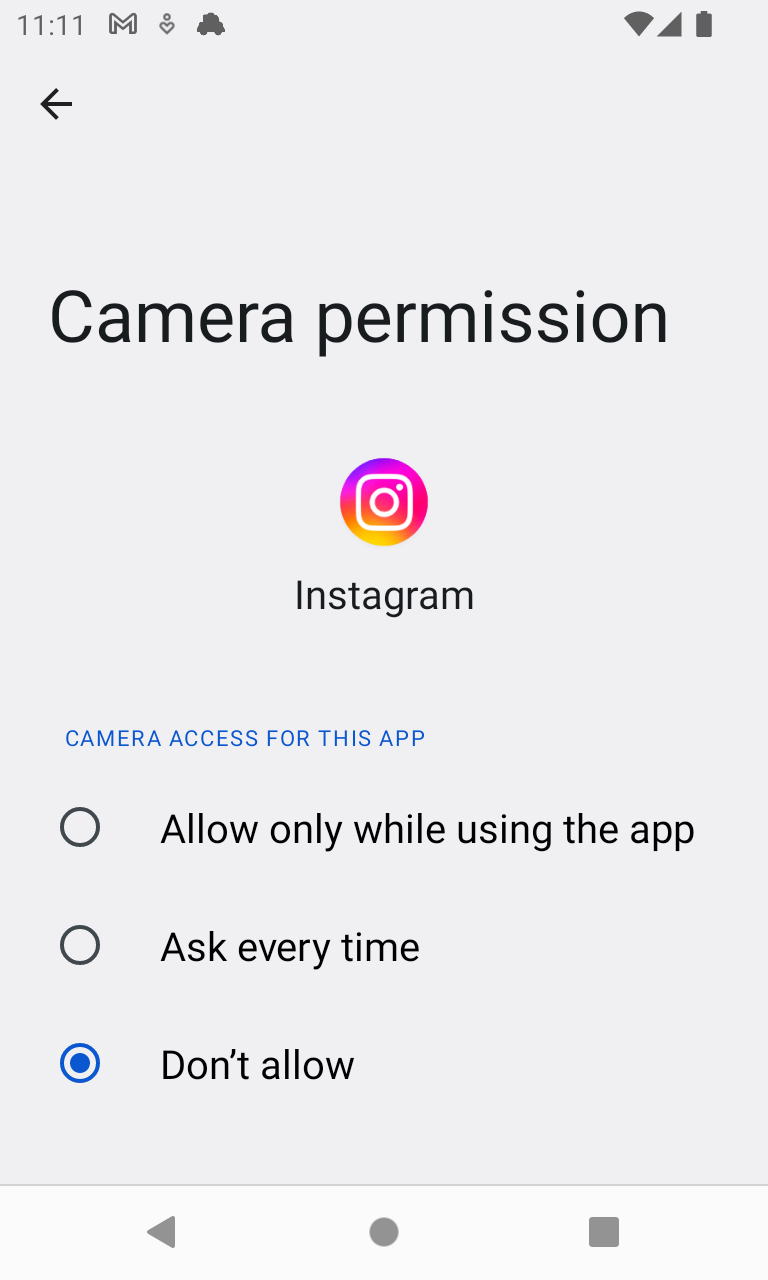 11:11
Camera permission
Instagram
CAMERA ACCESS FOR THIS APP
Allow only while using the app
Ask every time
Don’t allow